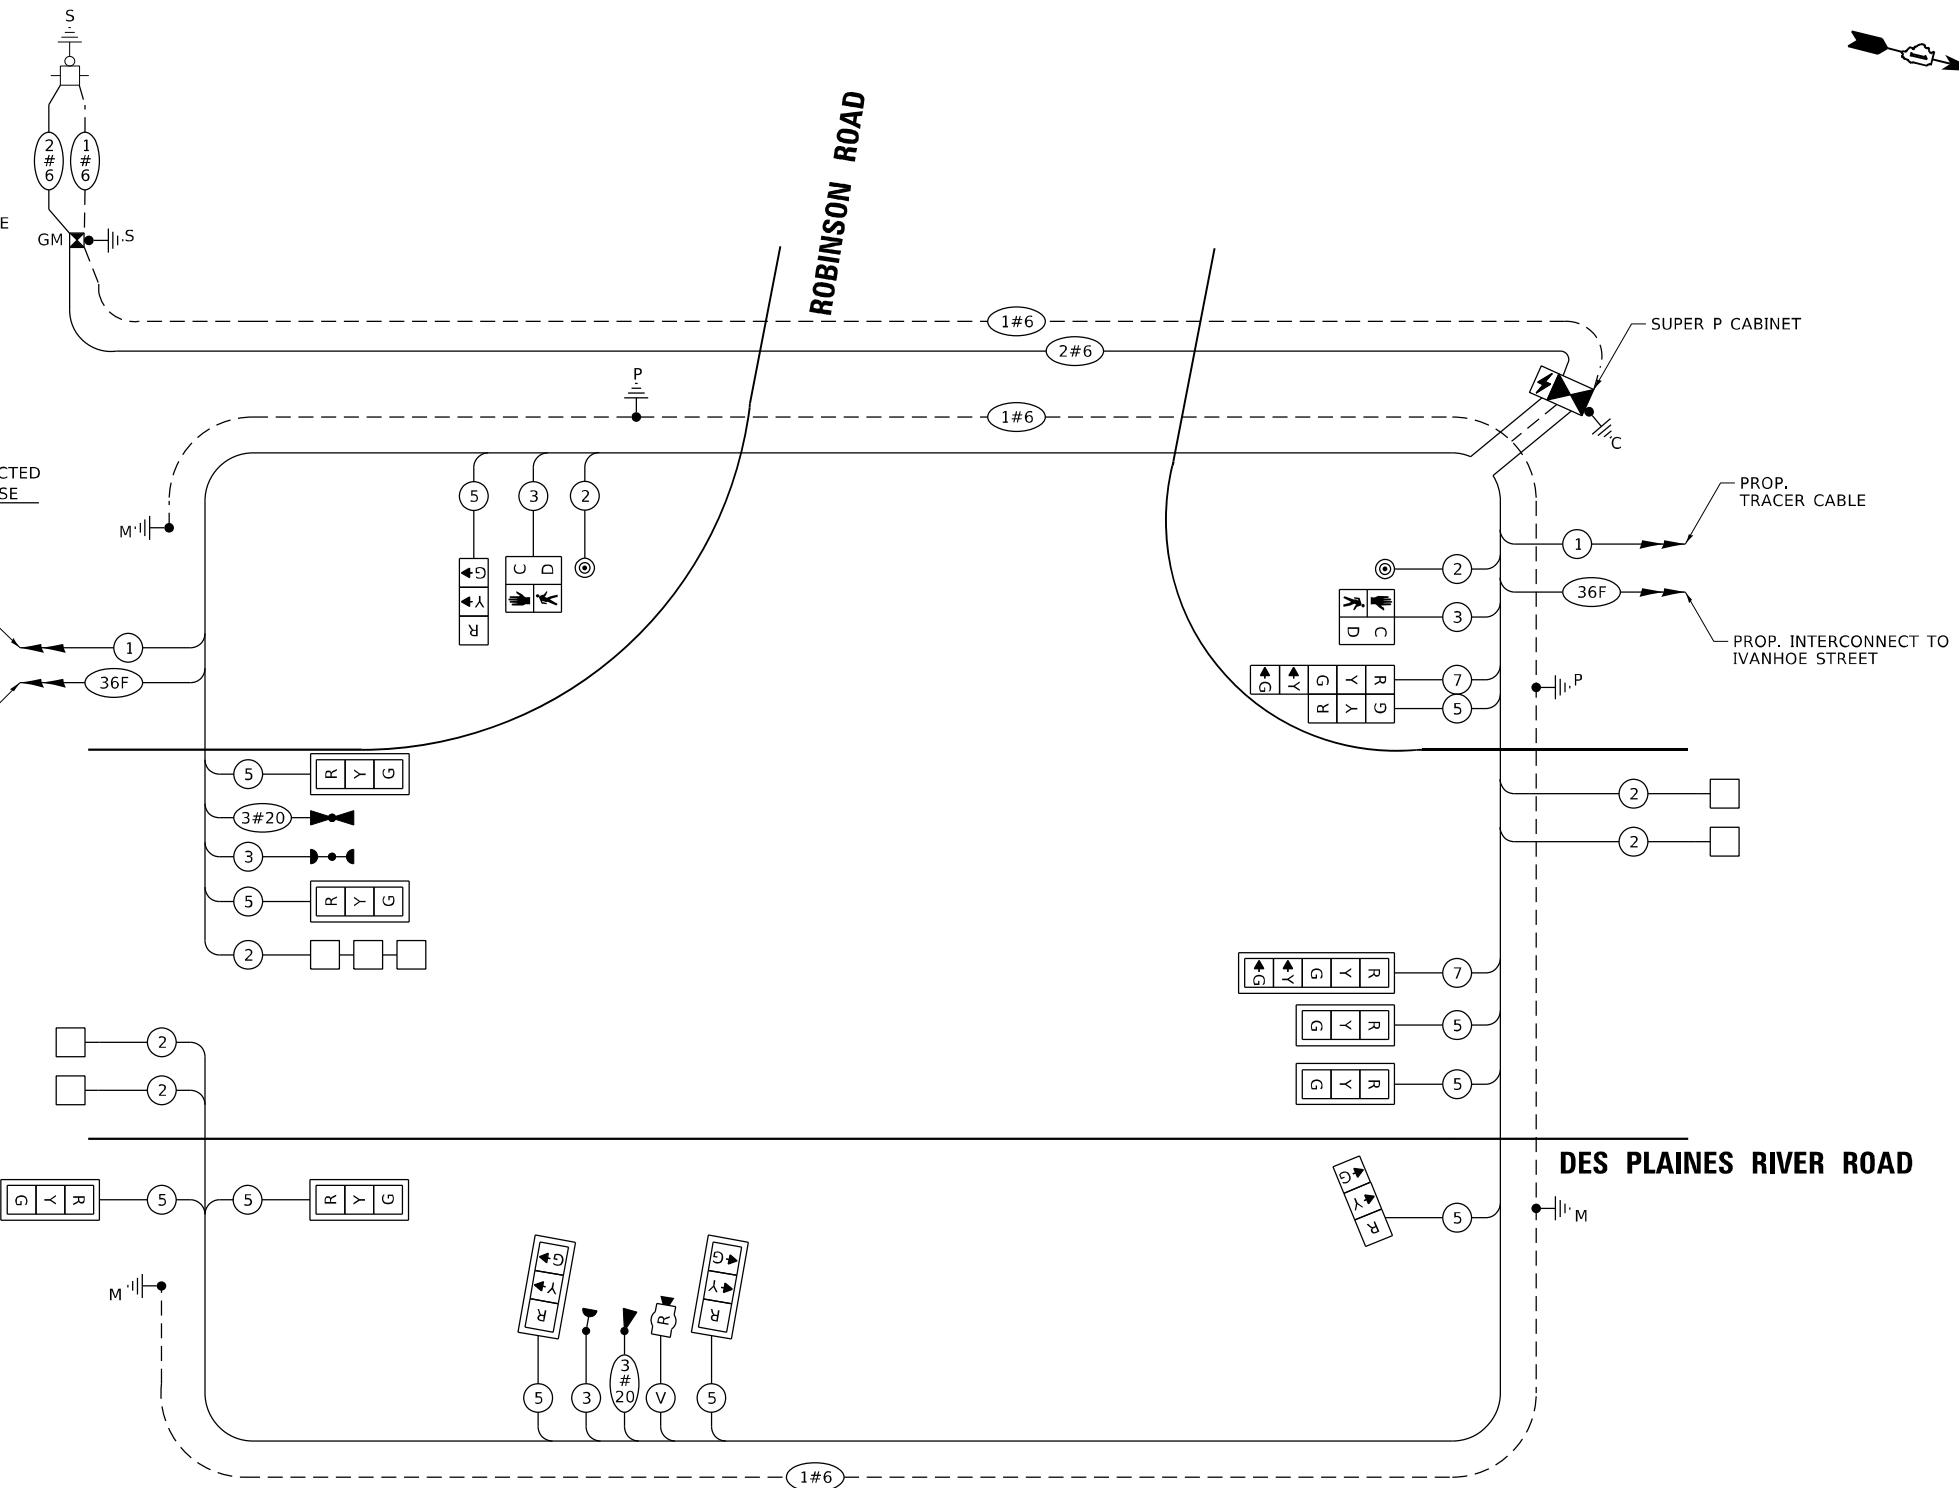 S
2
#
6
1
#
6
E
GM
S
ROBINSON ROAD
1#6
2#6
SUPER P CABINET
P
1#6
C
CTED
SE
M
5
3
2
G
Y
R
C D
PROP.
TRACER CABLE
1
2
36F
3
D C
PROP. INTERCONNECT TO
IVANHOE STREET
1
36F
G Y G Y R
7
R Y G
5
P
5
R Y G
3#20
3
5
R Y G
2
2
2
G Y G Y R
7
G Y R
5
G Y R
5
2
2
DES PLAINES RIVER ROAD
G Y R
5
5
R Y G
G
Y
R
5
M
M
G
Y
R
R
G
Y
R
5
3
3
#
20
V
5
1#6